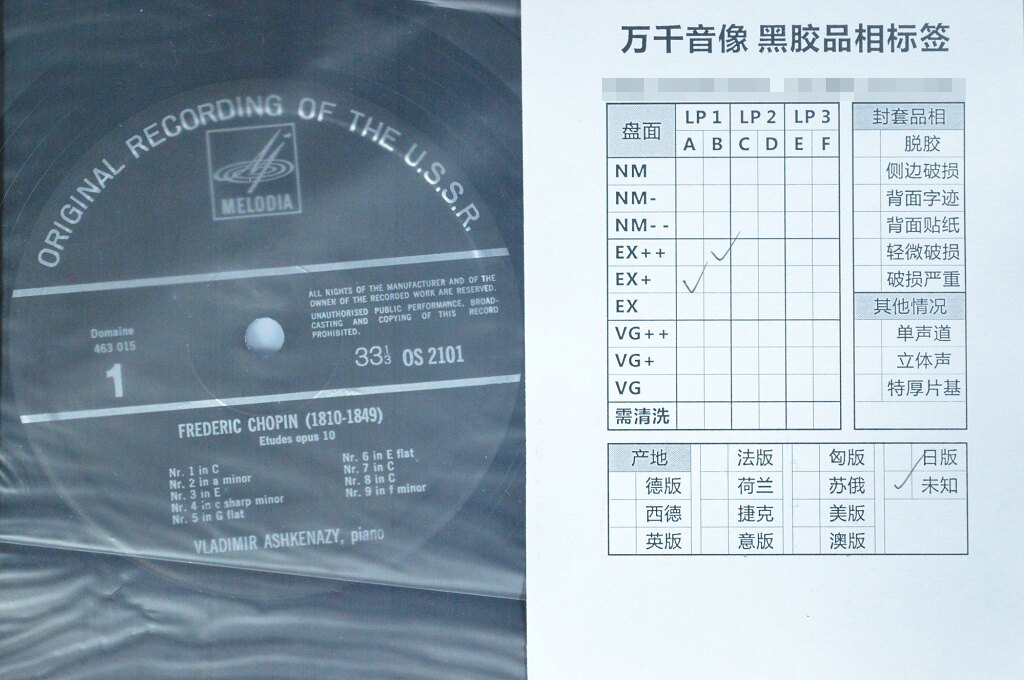 ORIGINAL RECORDING OF THE U.S.S.R.
MELODIA
ALL RIGHTS OF THE MANUFACTURER AND OF THE
OWNER OF THE RECORDED WORK ARE RESERVED.
UNAUTHORISED PUBLIC PERFORMANCE, BROAD-
CASTING AND COPYING OF THIS RECORD
PROHIBITED.
Domaine
463 015
1
33⅓ OS 2101
FREDERIC CHOPIN (1810-1849)
Etudes opus 10
Nr. 1 in C
Nr. 2 in a minor
Nr. 3 in E
Nr. 4 in c sharp minor
Nr. 5 in G flat
Nr. 6 in E flat
Nr. 7 in C
Nr. 8 in C
Nr. 9 in f minor
VLADIMIR ASHKENAZY, piano
万千音像 黑胶品相标签
盘面 LP 1 LP 2 LP 3
A B C D E F
NM
NM-
NM--
EX++ ✓
EX+ ✓
EX
VG++
VG+
VG
需清洗
封套品相
脱胶
侧边破损
背面字迹
背面贴纸
轻微破损
破损严重
其他情况
单声道
立体声
特厚片基
产地 法版 匈版 日版
德版 荷兰 苏俄 ✓ 未知
西德 捷克 美版
英版 意版 澳版